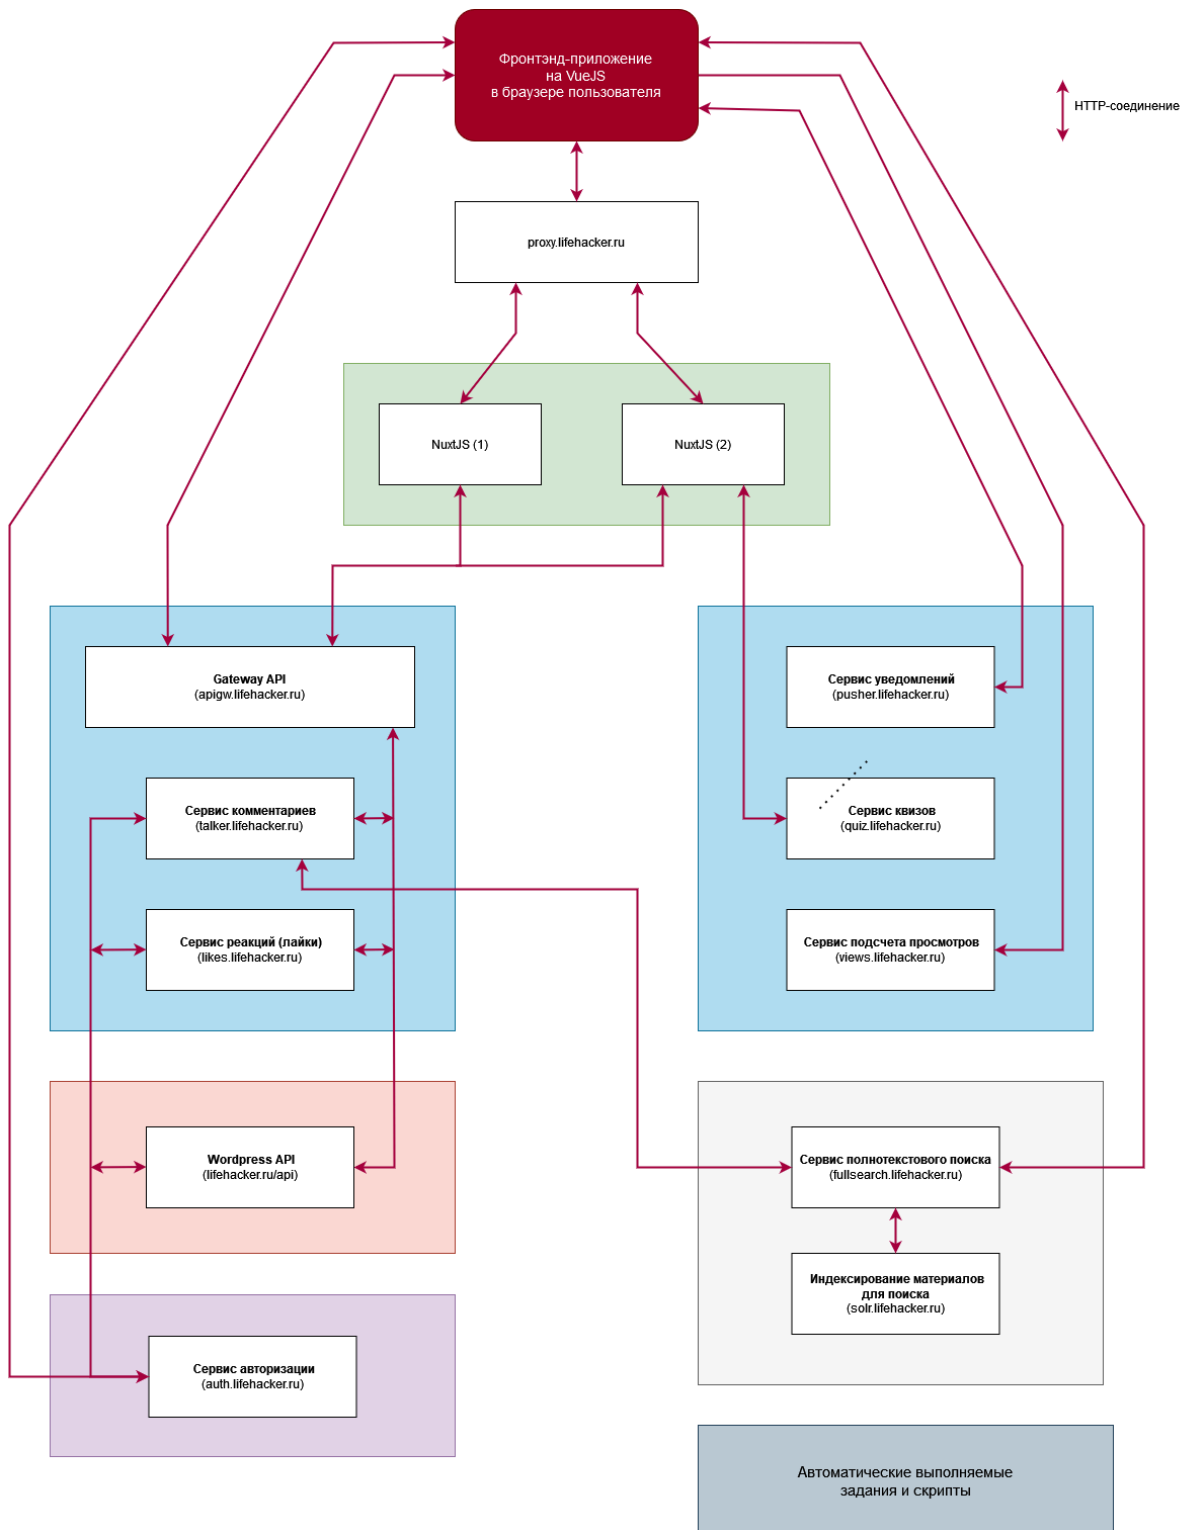 Фронтэнд-приложение
на VueJS
в браузере пользователя
HTTP-соединение
proxy.lifehacker.ru
NuxtJS (1)
NuxtJS (2)
Gateway API
(apigw.lifehacker.ru)
Сервис уведомлений
(pusher.lifehacker.ru)
Сервис комментариев
(talker.lifehacker.ru)
Сервис квизов
(quiz.lifehacker.ru)
Сервис реакций (лайки)
(likes.lifehacker.ru)
Сервис подсчета просмотров
(views.lifehacker.ru)
Wordpress API
(lifehacker.ru/api)
Сервис полнотекстового поиска
(fullsearch.lifehacker.ru)
Индексирование материалов
для поиска
(solr.lifehacker.ru)
Сервис авторизации
(auth.lifehacker.ru)
Автоматические выполняемые
задания и скрипты